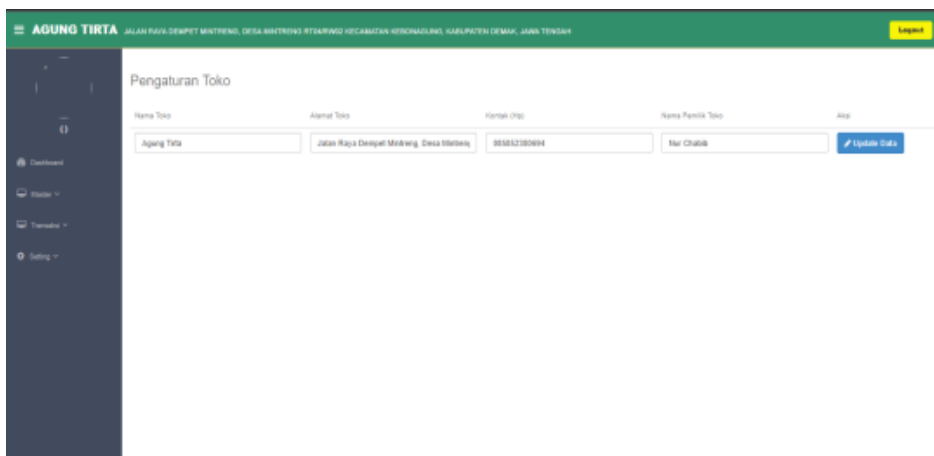 AGUNG TIRTA JALAN RAYA DEMPET MINTRENG, DESA MINTRENG RT04/RW02 KECAMATAN KEBONAGUNG, KABUPATEN DEMAK, JAWA TENGAH
Logout
()
Dashboard
Master
Transaksi
Setting
Pengaturan Toko
Nama Toko Alamat Toko Kontak (Hp) Nama Pemilik Toko Aksi
Agung Tirta Jalan Raya Dempet Mintreng, Desa Mintreng Nur Chabib Update Data